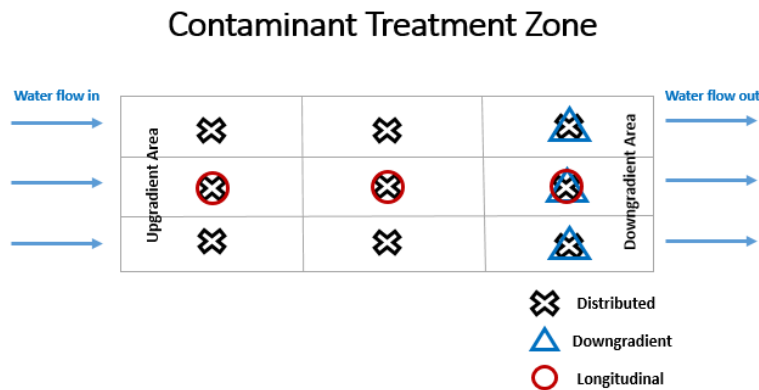 Contaminant Treatment Zone
Water flow in
Water flow out
Upgradient Area
Downgradient Area
Distributed
Downgradient
Longitudinal